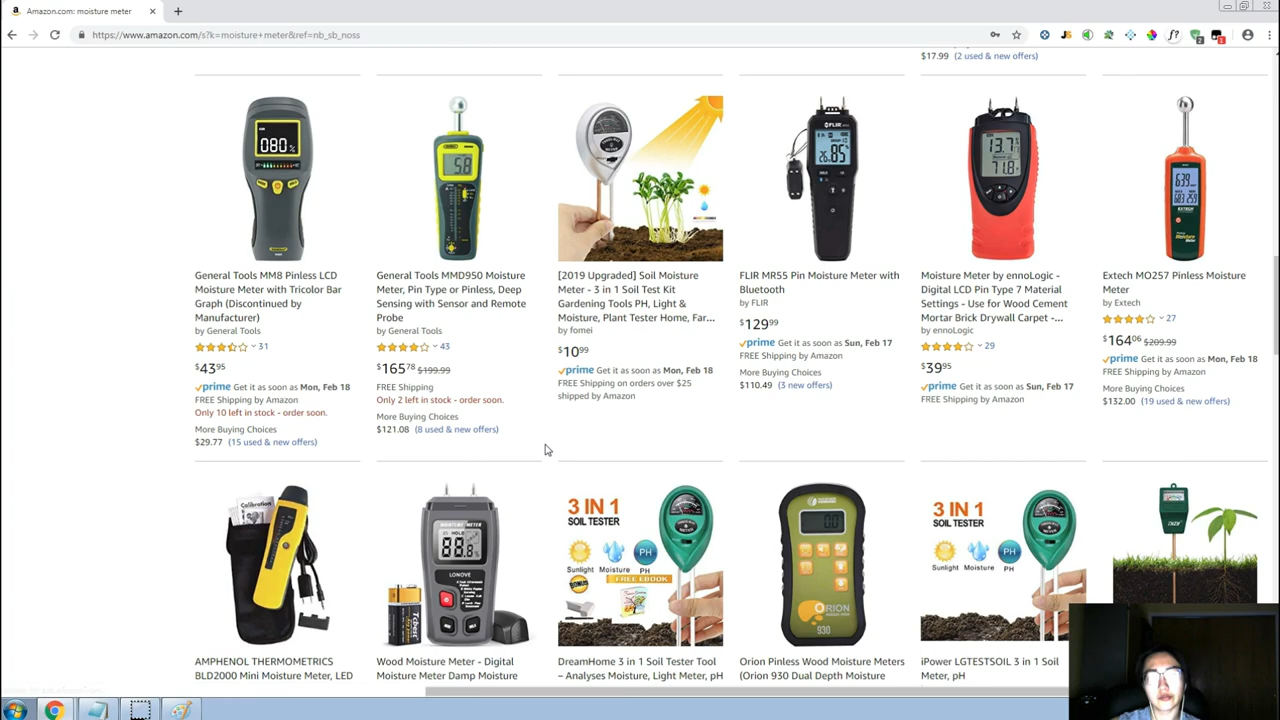 Amazon.com: moisture meter
https://www.amazon.com/s?k=moisture+meter&ref=nb_sb_noss
$17.99 (2 used & new offers)
General Tools MM8 Pinless LCD
Moisture Meter with Tricolor Bar
Graph (Discontinued by
Manufacturer)
by General Tools
31
$43.95
prime Get it as soon as Mon, Feb 18
FREE Shipping by Amazon
Only 10 left in stock - order soon.
More Buying Choices
$29.77 (15 used & new offers)
General Tools MMD950 Moisture
Meter, Pin Type or Pinless, Deep
Sensing with Sensor and Remote
Probe
by General Tools
43
$165.78 $199.99
FREE Shipping
Only 2 left in stock - order soon.
More Buying Choices
$121.08 (8 used & new offers)
[2019 Upgraded] Soil Moisture
Meter - 3 in 1 Soil Test Kit
Gardening Tools PH, Light &
Moisture, Plant Tester Home, Far...
by fomei
$10.99
prime Get it as soon as Mon, Feb 18
FREE Shipping on orders over $25
shipped by Amazon
FLIR
FLIR MR55 Pin Moisture Meter with
Bluetooth
by FLIR
$129.99
prime Get it as soon as Sun, Feb 17
FREE Shipping by Amazon
More Buying Choices
$110.49 (3 new offers)
13.7
71.8
Moisture Meter by ennoLogic -
Digital LCD Pin Type 7 Material
Settings - Use for Wood Cement
Mortar Brick Drywall Carpet -...
by ennoLogic
29
$39.95
prime Get it as soon as Sun, Feb 17
FREE Shipping by Amazon
Extech MO257 Pinless Moisture
Meter
by Extech
27
$164.06 $209.99
prime Get it as soon as Mon, Feb 18
FREE Shipping by Amazon
More Buying Choices
$132.00 (19 used & new offers)
Calibration
AMPHENOL THERMOMETRICS
BLD2000 Mini Moisture Meter, LED
MOISTURE METER
HOLD
88.8%
LONOVE
Wood Moisture Meter - Digital
Moisture Meter Damp Moisture
3 IN 1
SOIL TESTER
Sunlight Moisture PH
BONUS
FREE EBOOK
DreamHome 3 in 1 Soil Tester Tool
– Analyses Moisture, Light Meter, pH
0.0
ORION
930
Orion Pinless Wood Moisture Meters
(Orion 930 Dual Depth Moisture
3 IN 1
SOIL TESTER
Sunlight Moisture PH
iPower LGTESTSOIL 3 in 1 Soil
Meter, pH